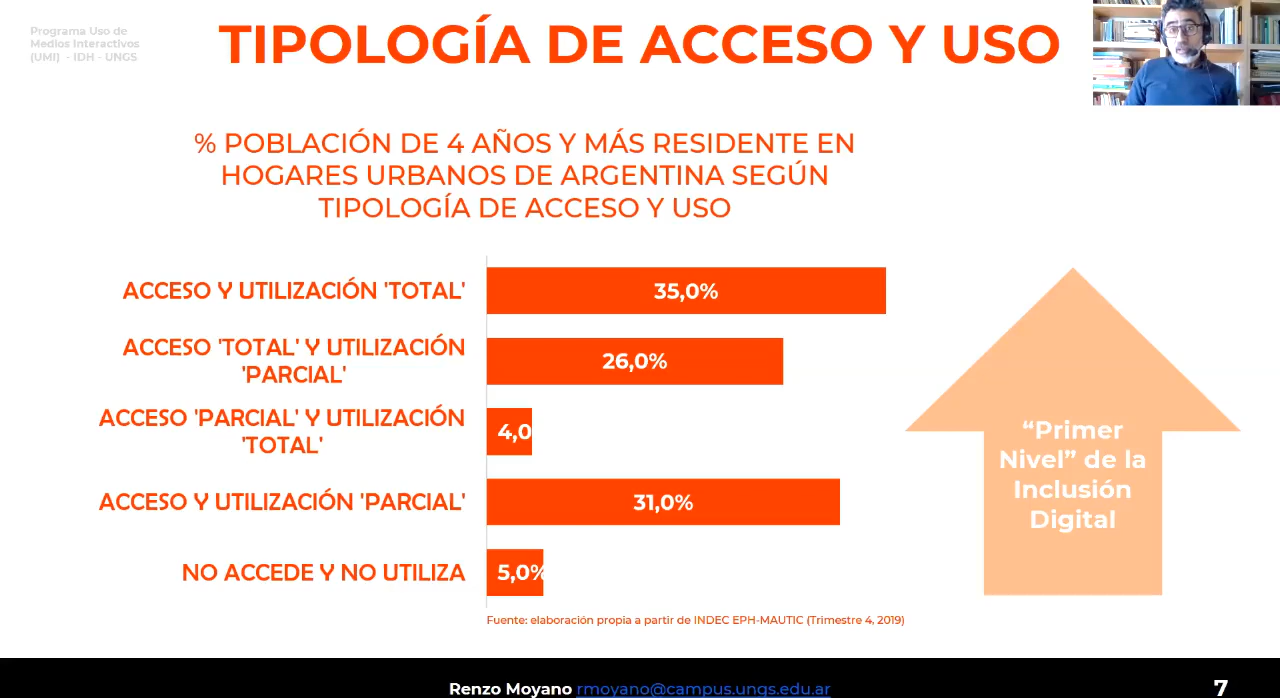 Programa Uso de
Medios Interactivos
(UMI) - IDH - UNGS
TIPOLOGÍA DE ACCESO Y USO
% POBLACIÓN DE 4 AÑOS Y MÁS RESIDENTE EN
HOGARES URBANOS DE ARGENTINA SEGÚN
TIPOLOGÍA DE ACCESO Y USO
ACCESO Y UTILIZACIÓN 'TOTAL'
35,0%
ACCESO 'TOTAL' Y UTILIZACIÓN
'PARCIAL'
26,0%
ACCESO 'PARCIAL' Y UTILIZACIÓN
'TOTAL'
4,0
ACCESO Y UTILIZACIÓN 'PARCIAL'
31,0%
NO ACCEDE Y NO UTILIZA
5,0%
“Primer
Nivel” de la
Inclusión
Digital
Fuente: elaboración propia a partir de INDEC EPH-MAUTIC (Trimestre 4, 2019)
Renzo Moyano rmoyano@campus.ungs.edu.ar
7